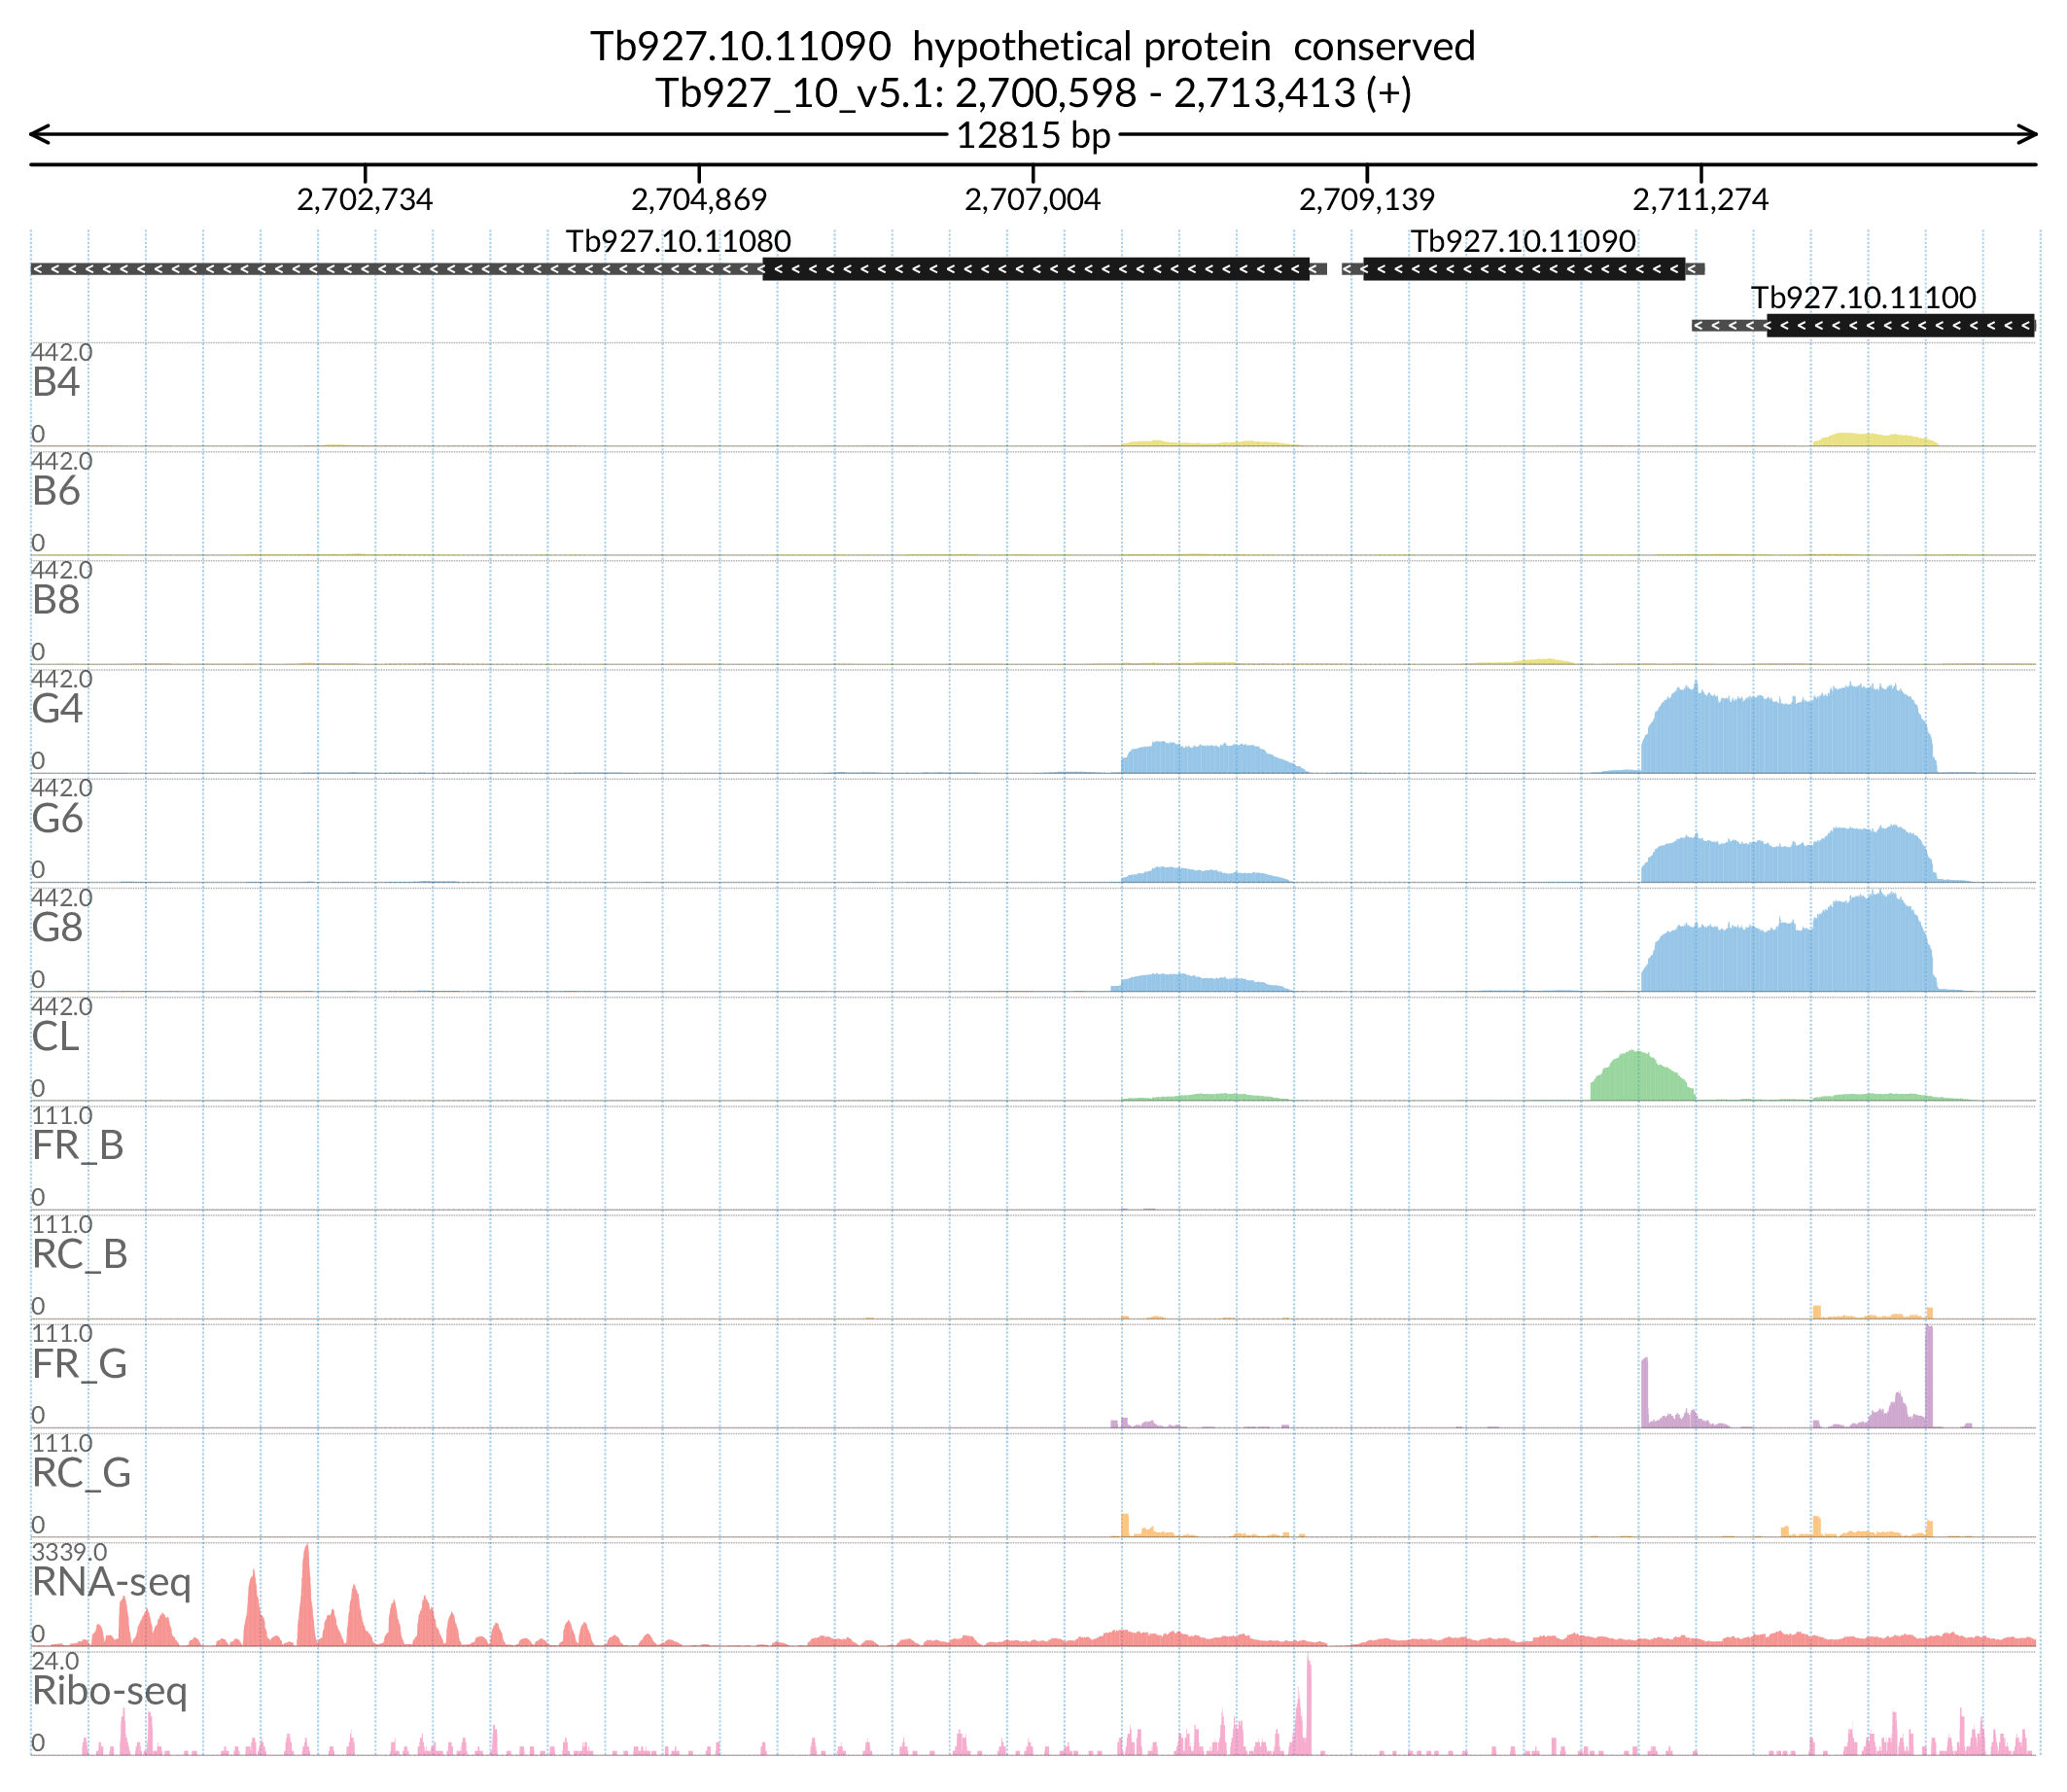 Tb927.10.11090 hypothetical protein conserved
Tb927_10_v5.1: 2,700,598 - 2,713,413 (+)
12815 bp
2,702,734 2,704,869 2,707,004 2,709,139 2,711,274
Tb927.10.11080 Tb927.10.11090
Tb927.10.11100
442.0
B4
0
442.0
B6
0
442.0
B8
0
442.0
G4
0
442.0
G6
0
442.0
G8
0
442.0
CL
0
111.0
FR_B
0
111.0
RC_B
0
111.0
FR_G
0
111.0
RC_G
0
3339.0
RNA-seq
0
24.0
Ribo-seq
0